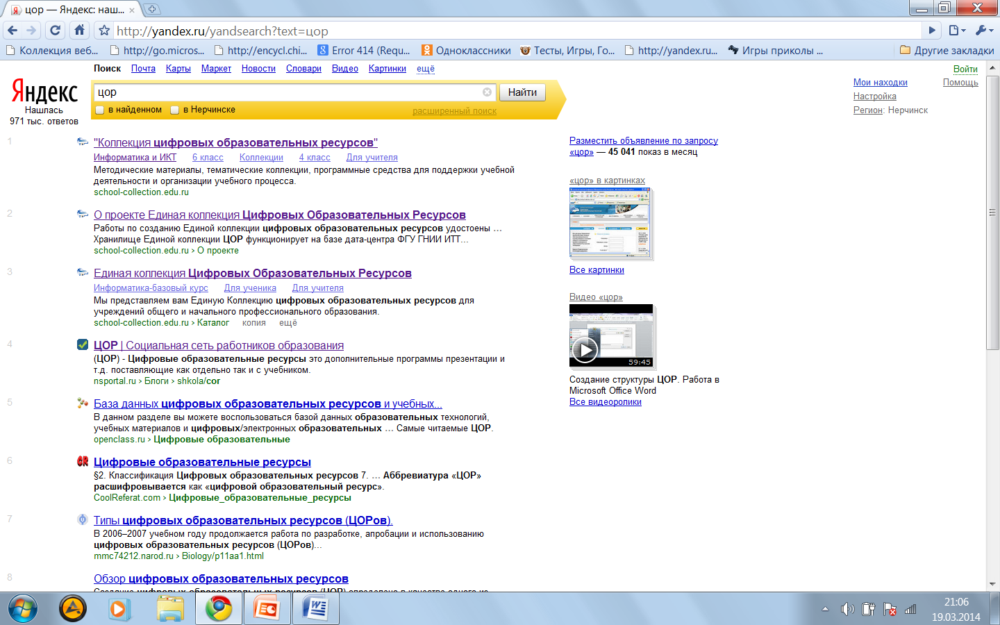 цор — Яндекс: наш...
http://yandex.ru/yandsearch?text=цор
Коллекция веб...
http://go.micros...
http://encycl.chi...
Error 414 (Requ...
Одноклассники
Тесты, Игры, Го...
http://yandex.ru...
Игры приколы ...
Другие закладки
Поиск Почта Карты Маркет Новости Словари Видео Картинки ещё
Войти
Яндекс
Нашлась
971 тыс. ответов
цор
Найти
в найденном в Нерчинске расширенный поиск
Мои находки Помощь
Настройка
Регион: Нерчинск
1
"Коллекция цифровых образовательных ресурсов"
Информатика и ИКТ 6 класс Коллекции 4 класс Для учителя
Методические материалы, тематические коллекции, программные средства для поддержки учебной
деятельности и организации учебного процесса.
school-collection.edu.ru
2
О проекте Единая коллекция Цифровых Образовательных Ресурсов
Работы по созданию Единой коллекции цифровых образовательных ресурсов удостоены ...
Хранилище Единой коллекции ЦОР функционирует на базе дата-центра ФГУ ГНИИ ИТТ...
school-collection.edu.ru › О проекте
3
Единая коллекция Цифровых Образовательных Ресурсов
Информатика-базовый курс Для ученика Для учителя
Мы представляем вам Единую Коллекцию цифровых образовательных ресурсов для
учреждений общего и начального профессионального образования.
school-collection.edu.ru › Каталог копия ещё
4
ЦОР | Социальная сеть работников образования
(ЦОР) - Цифровые образовательные ресурсы это дополнительные программы презентации и
т.д. поставляющие как отдельно так и с учебником.
nsportal.ru › Блоги › shkola/cor
5
База данных цифровых образовательных ресурсов и учебных...
В данном разделе вы можете воспользоваться базой данных образовательных технологий,
учебных материалов и цифровых/электронных образовательных ... Самые читаемые ЦОР.
openclass.ru › Цифровые образовательные
6
CR
Цифровые образовательные ресурсы
§2. Классификация Цифровых образовательных ресурсов 7. ... Аббревиатура «ЦОР»
расшифровывается как «цифровой образовательный ресурс».
CoolReferat.com › Цифровые_образовательные_ресурсы
7
Типы цифровых образовательных ресурсов (ЦОРов).
В 2006–2007 учебном году продолжается работа по разработке, апробации и использованию
цифровых образовательных ресурсов (ЦОРов)...
mmc74212.narod.ru › Biology/p11aa1.html
8
Обзор цифровых образовательных ресурсов
Разместить объявление по запросу
«цор» — 45 041 показ в месяц
«цор» в картинках
Все картинки
Видео «цор»
59:45
Создание структуры ЦОР. Работа в
Microsoft Office Word
Все видеоролики
21:06
19.03.2014